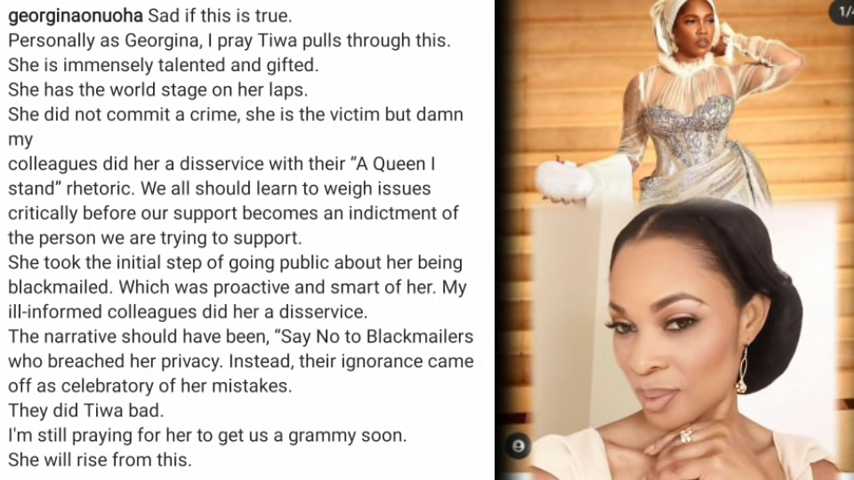 georginaonuoha Sad if this is true.
Personally as Georgina, I pray Tiwa pulls through this.
She is immensely talented and gifted.
She has the world stage on her laps.
She did not commit a crime, she is the victim but damn
my
colleagues did her a disservice with their “A Queen I
stand” rhetoric. We all should learn to weigh issues
critically before our support becomes an indictment of
the person we are trying to support.
She took the initial step of going public about her being
blackmailed. Which was proactive and smart of her. My
ill-informed colleagues did her a disservice.
The narrative should have been, “Say No to Blackmailers
who breached her privacy. Instead, their ignorance came
off as celebratory of her mistakes.
They did Tiwa bad.
I'm still praying for her to get us a grammy soon.
She will rise from this.